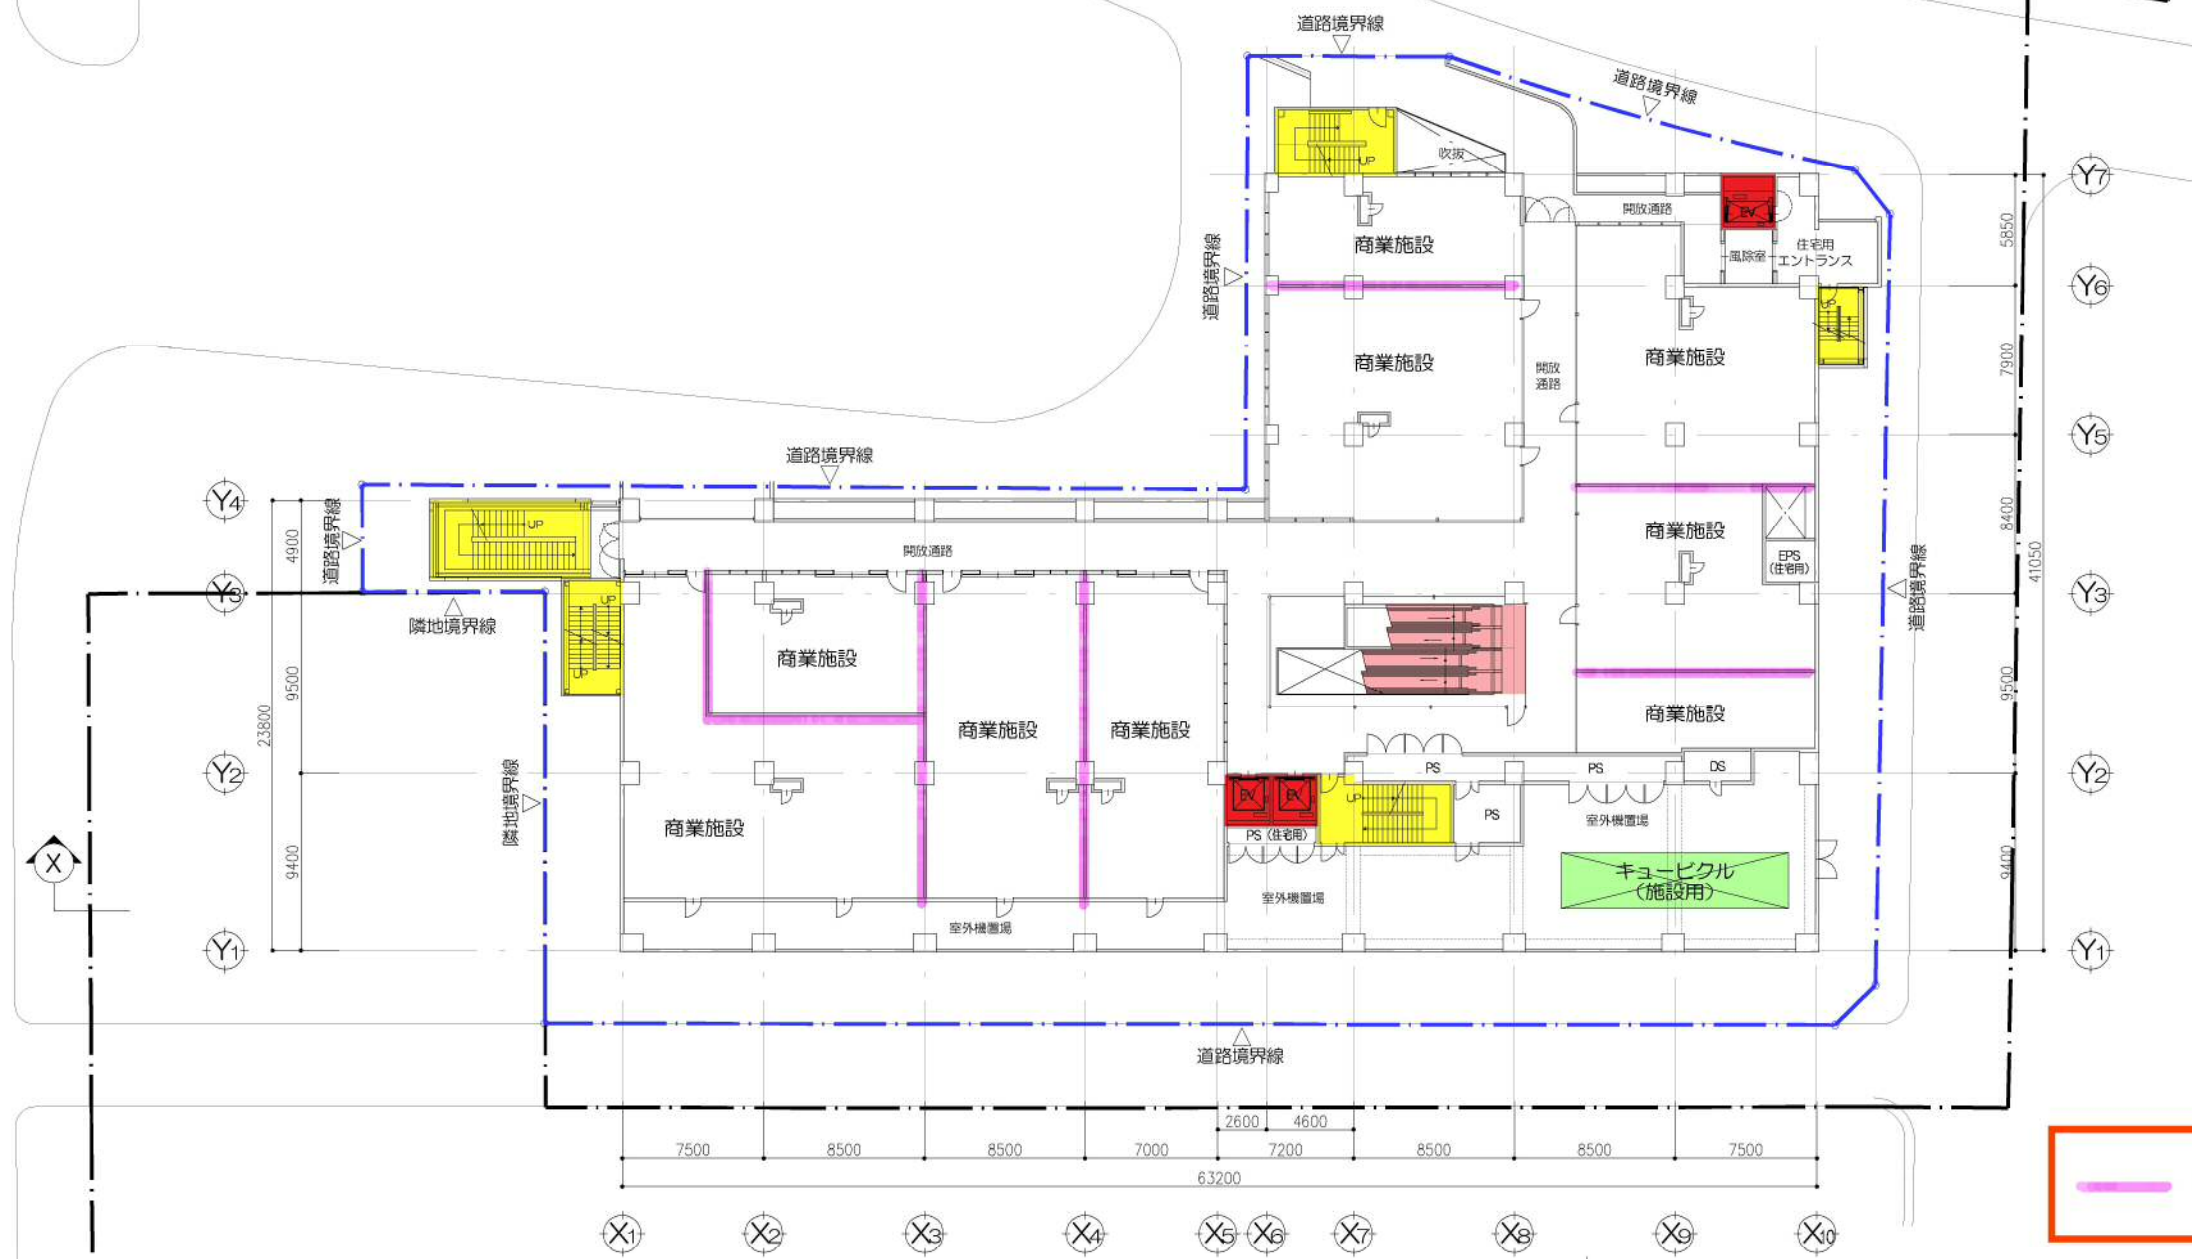 道路境界線
道路境界線
UP
吹抜
Y7
開放通路
EV
5850
商業施設
住宅用
エントランス
風除室
道路境界線
Y6
UP
商業施設
商業施設
7900
開放
通路
Y5
道路境界線
Y4
道路境界線
UP
4900
開放通路
商業施設
EPS
(住宅用)
8400
41050
道路境界線
Y3
UP
Y3
隣地境界線
商業施設
UP
9500
23800
9500
商業施設
商業施設
商業施設
Y2
隣地境界線
PS
PS
DS
Y2
EV
EV
UP
PS
商業施設
PS (住宅用)
室外機置場
X
9400
9400
キュービクル
(施設用)
室外機置場
室外機置場
Y1
Y1
道路境界線
2600
4600
7500
8500
8500
7000
7200
8500
8500
7500
63200
X1
X2
X3
X4
X5
X6
X7
X8
X9
X10